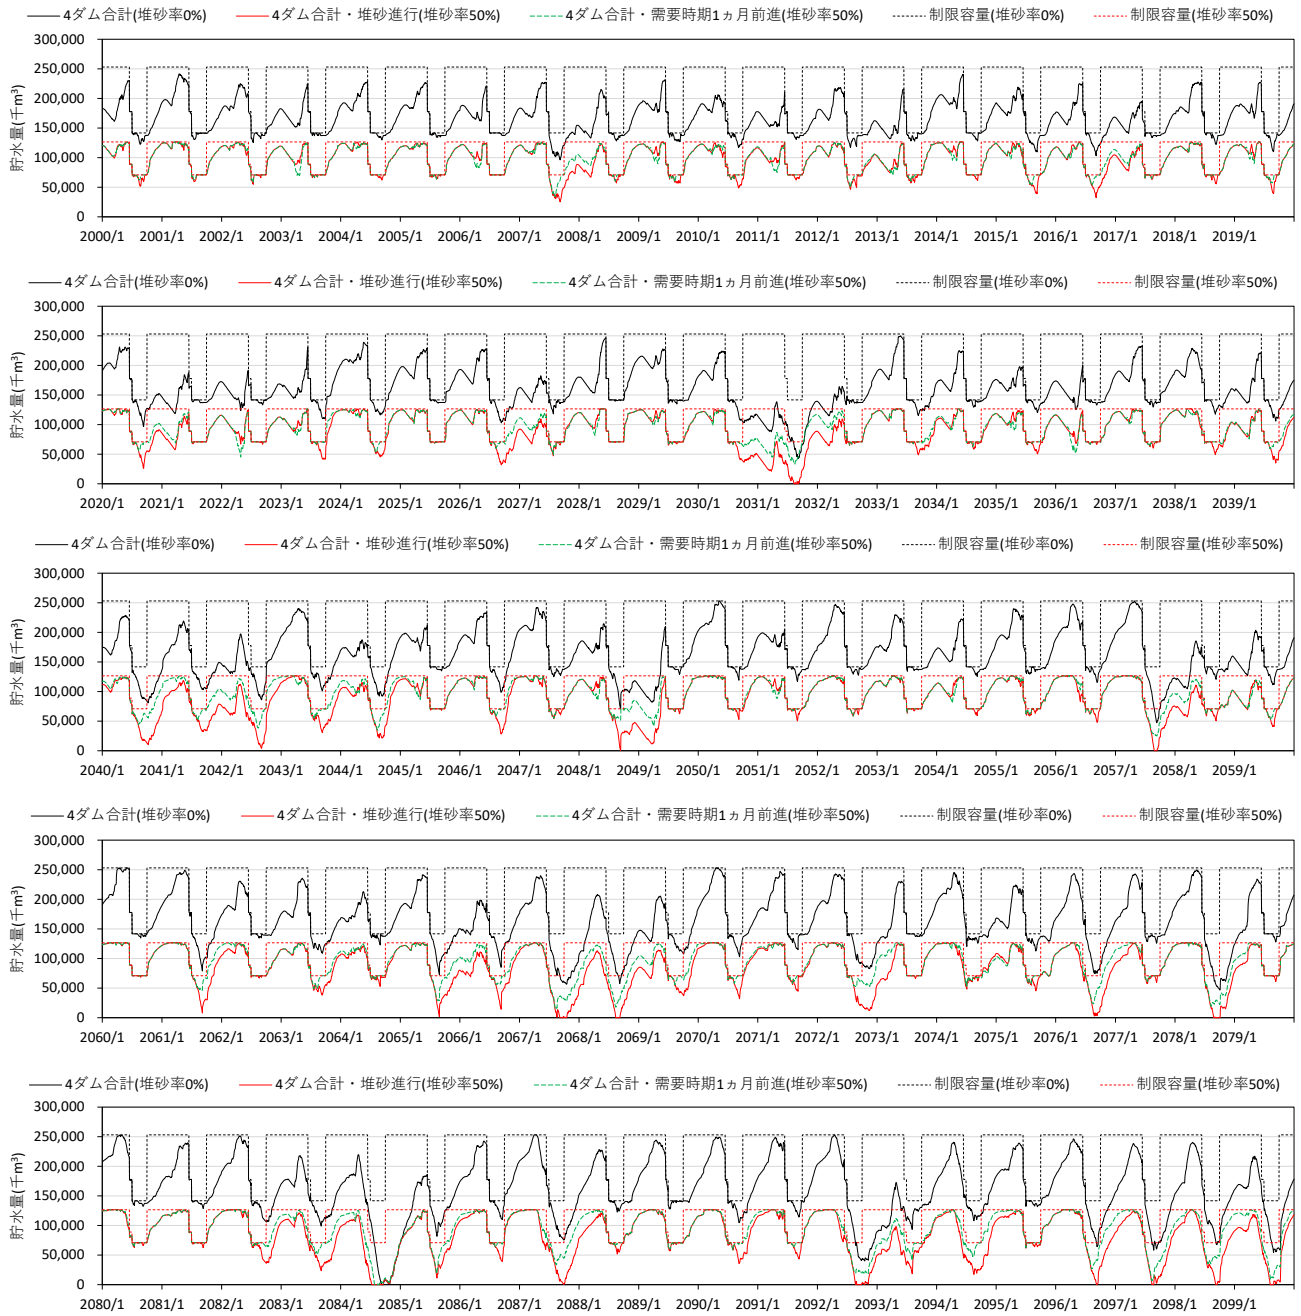 4ダム合計(堆砂率0%) 4ダム合計・堆砂進行(堆砂率50%) 4ダム合計・需要時期1ヵ月前進(堆砂率50%) 制限容量(堆砂率0%) 制限容量(堆砂率50%)
貯水量(千m³)
300,000
250,000
200,000
150,000
100,000
50,000
0
2000/1 2001/1 2002/1 2003/1 2004/1 2005/1 2006/1 2007/1 2008/1 2009/1 2010/1 2011/1 2012/1 2013/1 2014/1 2015/1 2016/1 2017/1 2018/1 2019/1
4ダム合計(堆砂率0%) 4ダム合計・堆砂進行(堆砂率50%) 4ダム合計・需要時期1ヵ月前進(堆砂率50%) 制限容量(堆砂率0%) 制限容量(堆砂率50%)
貯水量(千m³)
300,000
250,000
200,000
150,000
100,000
50,000
0
2020/1 2021/1 2022/1 2023/1 2024/1 2025/1 2026/1 2027/1 2028/1 2029/1 2030/1 2031/1 2032/1 2033/1 2034/1 2035/1 2036/1 2037/1 2038/1 2039/1
4ダム合計(堆砂率0%) 4ダム合計・堆砂進行(堆砂率50%) 4ダム合計・需要時期1ヵ月前進(堆砂率50%) 制限容量(堆砂率0%) 制限容量(堆砂率50%)
貯水量(千m³)
300,000
250,000
200,000
150,000
100,000
50,000
0
2040/1 2041/1 2042/1 2043/1 2044/1 2045/1 2046/1 2047/1 2048/1 2049/1 2050/1 2051/1 2052/1 2053/1 2054/1 2055/1 2056/1 2057/1 2058/1 2059/1
4ダム合計(堆砂率0%) 4ダム合計・堆砂進行(堆砂率50%) 4ダム合計・需要時期1ヵ月前進(堆砂率50%) 制限容量(堆砂率0%) 制限容量(堆砂率50%)
貯水量(千m³)
300,000
250,000
200,000
150,000
100,000
50,000
0
2060/1 2061/1 2062/1 2063/1 2064/1 2065/1 2066/1 2067/1 2068/1 2069/1 2070/1 2071/1 2072/1 2073/1 2074/1 2075/1 2076/1 2077/1 2078/1 2079/1
4ダム合計(堆砂率0%) 4ダム合計・堆砂進行(堆砂率50%) 4ダム合計・需要時期1ヵ月前進(堆砂率50%) 制限容量(堆砂率0%) 制限容量(堆砂率50%)
貯水量(千m³)
300,000
250,000
200,000
150,000
100,000
50,000
0
2080/1 2081/1 2082/1 2083/1 2084/1 2085/1 2086/1 2087/1 2088/1 2089/1 2090/1 2091/1 2092/1 2093/1 2094/1 2095/1 2096/1 2097/1 2098/1 2099/1